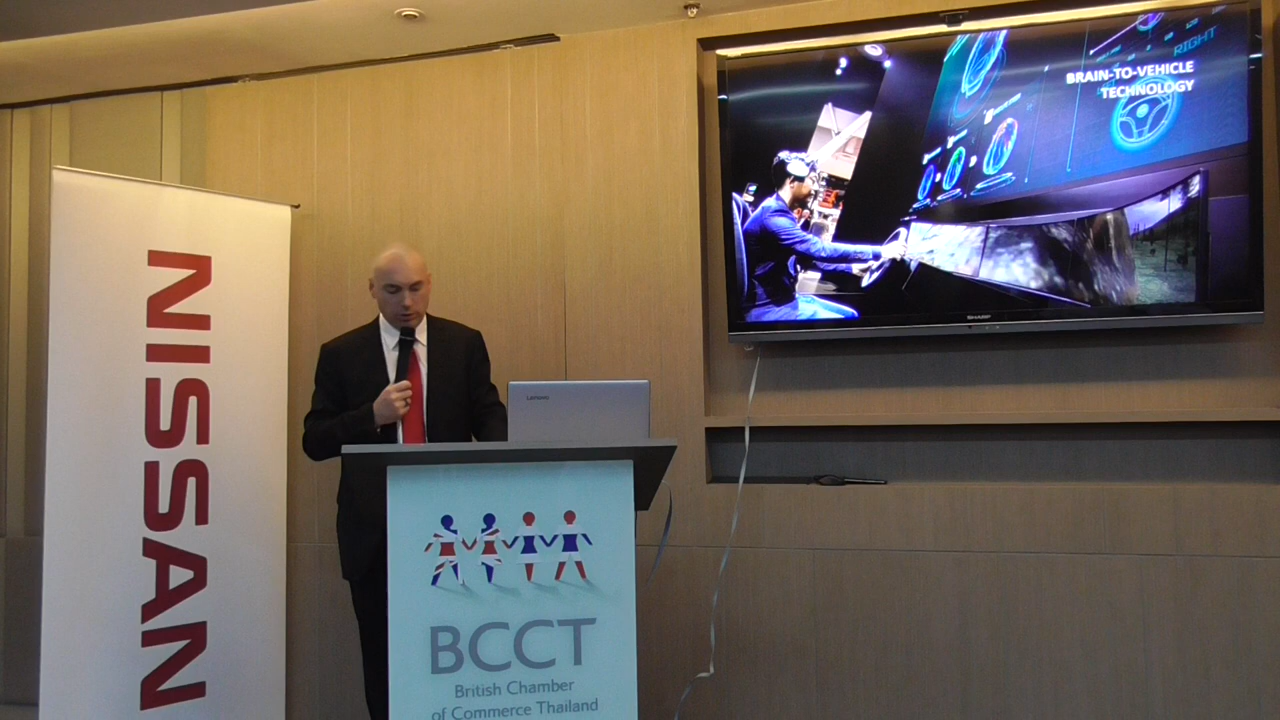 NISSAN
BRAIN-TO-VEHICLE
TECHNOLOGY
RIGHT
SHARP
Lenovo
BCCT
British Chamber
of Commerce Thailand